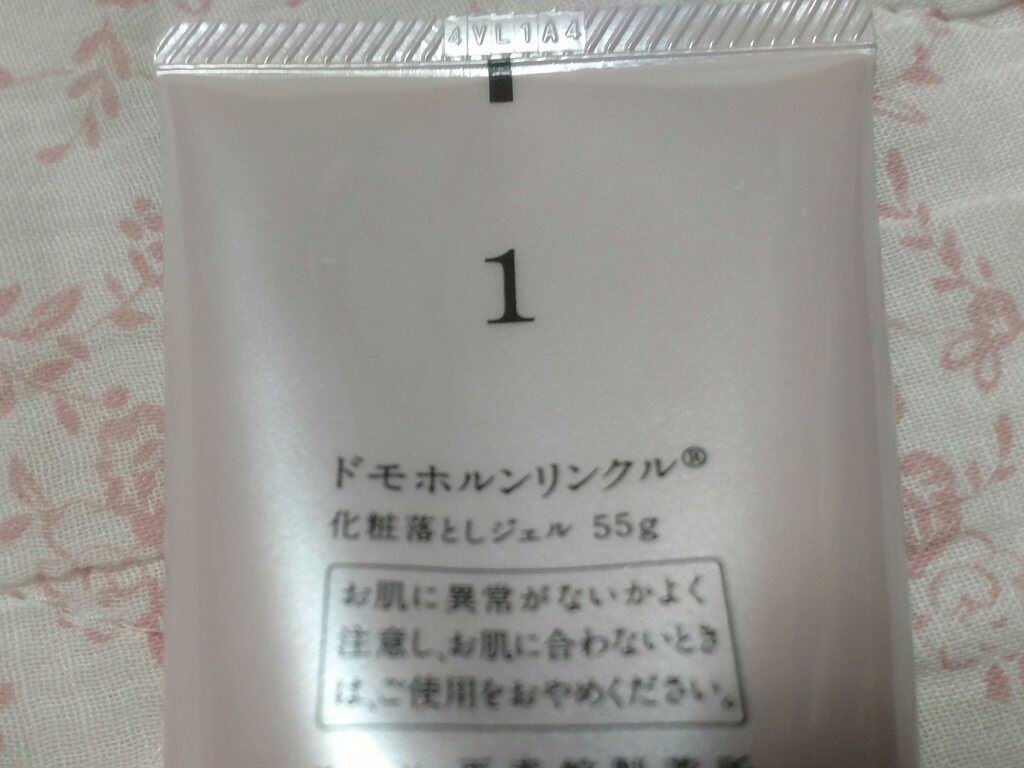 4VL1A4
1
ドモホルンリンクル®
化粧落としジェル 55g
お肌に異常がないかよく
注意し、お肌に合わないとき
は、ご使用をおやめください。